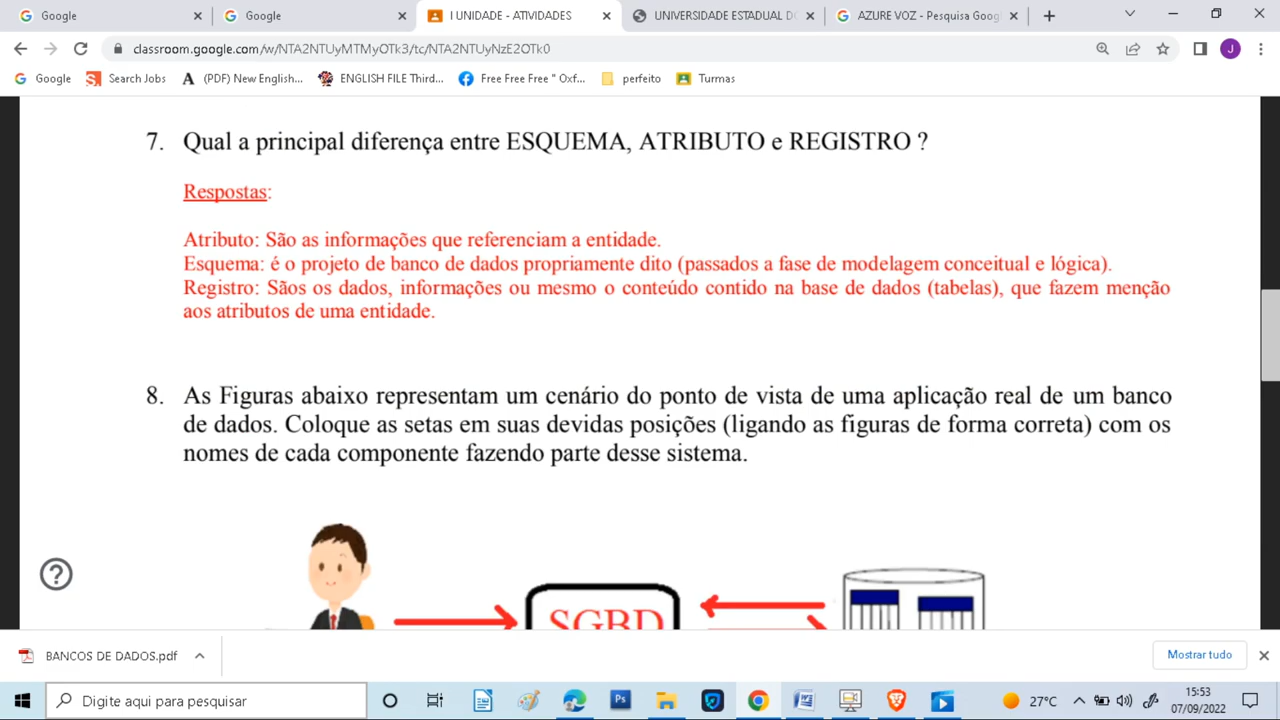 Google
Google
I UNIDADE - ATIVIDADES
UNIVERSIDADE ESTADUAL DO
AZURE VOZ - Pesquisa Goog
classroom.google.com/w/NTA2NTUyMTMyOTk3/tc/NTA2NTUyNzE2OTk0
J
Google
Search Jobs
A (PDF) New English...
ENGLISH FILE Third...
Free Free Free " Oxf...
perfeito
Turmas
7. Qual a principal diferença entre ESQUEMA, ATRIBUTO e REGISTRO ?
Respostas:
Atributo: São as informações que referenciam a entidade.
Esquema: é o projeto de banco de dados propriamente dito (passados a fase de modelagem conceitual e lógica).
Registro: Sãos os dados, informações ou mesmo o conteúdo contido na base de dados (tabelas), que fazem menção
aos atributos de uma entidade.
8. As Figuras abaixo representam um cenário do ponto de vista de uma aplicação real de um banco
de dados. Coloque as setas em suas devidas posições (ligando as figuras de forma correta) com os
nomes de cada componente fazendo parte desse sistema.
SGBD
BANCOS DE DADOS.pdf
Mostrar tudo
Digite aqui para pesquisar
Ps
27°C
15:53
07/09/2022